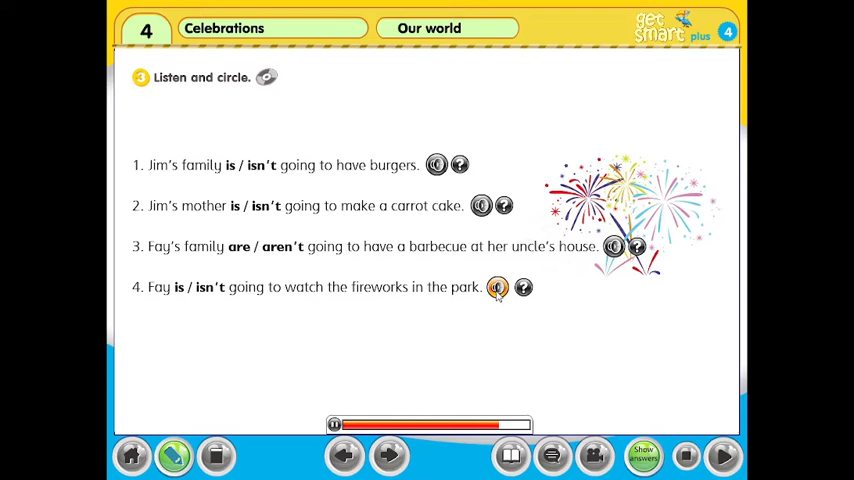 4 Celebrations Our world get smart plus 4
3 Listen and circle.
1. Jim's family is / isn't going to have burgers. ?
2. Jim's mother is / isn't going to make a carrot cake. ?
3. Fay's family are / aren't going to have a barbecue at her uncle's house. ?
4. Fay is / isn't going to watch the fireworks in the park. ?
Show
answers